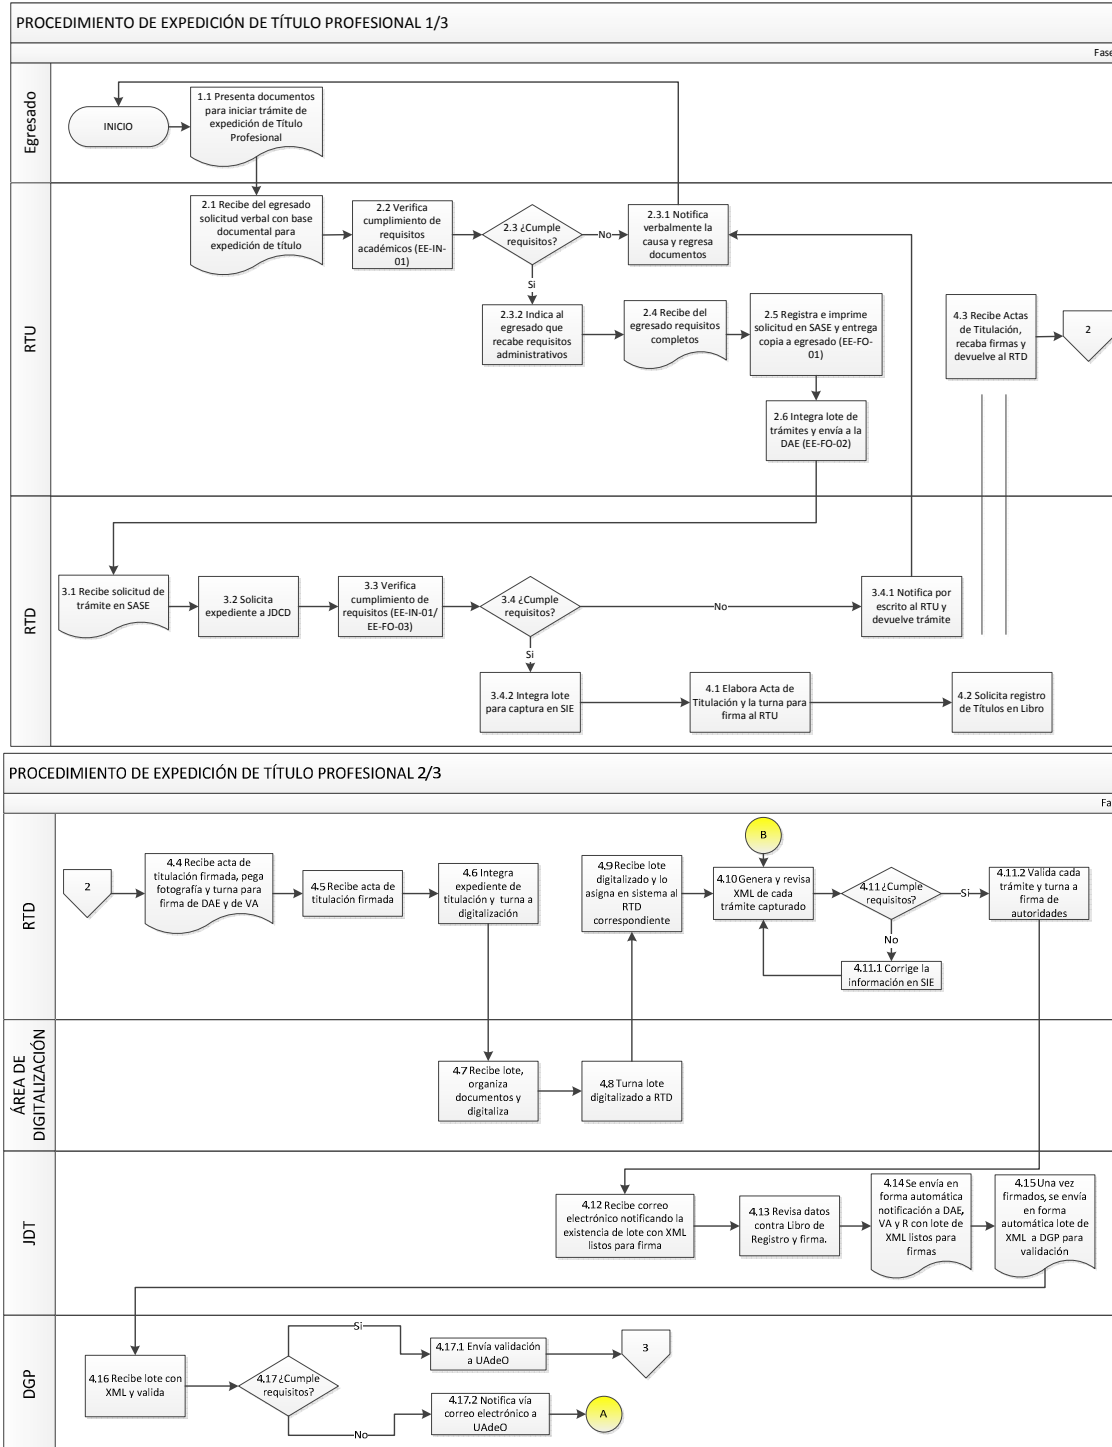 PROCEDIMIENTO DE EXPEDICIÓN DE TÍTULO PROFESIONAL 1/3
Fase
Egresado
INICIO
1.1 Presenta documentos
para iniciar trámite de
expedición de Título
Profesional
RTU
2.1 Recibe del egresado
solicitud verbal con base
documental para
expedición de título
2.2 Verifica
cumplimiento de
requisitos
académicos (EE-IN-
01)
2.3 ¿Cumple
requisitos?
No
2.3.1 Notifica
verbalmente la
causa y regresa
documentos
Si
2.3.2 Indica al
egresado que
recabe requisitos
administrativos
2.4 Recibe del
egresado requisitos
completos
2.5 Registra e imprime
solicitud en SASE y entrega
copia a egresado (EE-FO-
01)
4.3 Recibe Actas
de Titulación,
recaba firmas y
devuelve al RTD
2
2.6 Integra lote de
trámites y envía a la
DAE (EE-FO-02)
RTD
3.1 Recibe solicitud de
trámite en SASE
3.2 Solicita
expediente a JDCD
3.3 Verifica
cumplimiento de
requisitos (EE-IN-01/
EE-FO-03)
3.4 ¿Cumple
requisitos?
No
3.4.1 Notifica por
escrito al RTU y
devuelve trámite
Si
3.4.2 Integra lote
para captura en SIE
4.1 Elabora Acta de
Titulación y la turna para
firma al RTU
4.2 Solicita registro
de Títulos en Libro
PROCEDIMIENTO DE EXPEDICIÓN DE TÍTULO PROFESIONAL 2/3
Fa
RTD
2
4.4 Recibe acta de
titulación firmada, pega
fotografía y turna para
firma de DAE y de VA
4.5 Recibe acta de
titulación firmada
4.6 Integra
expediente de
titulación y turna a
digitalización
4.9 Recibe lote
digitalizado y lo
asigna en sistema al
RTD
correspondiente
B
4.10 Genera y revisa
XML de cada
trámite capturado
4.11 ¿Cumple
requisitos?
Si
4.11.2 Valida cada
trámite y turna a
firma de
autoridades
No
4.11.1 Corrige la
información en SIE
ÁREA DE
DIGITALIZACIÓN
4.7 Recibe lote,
organiza
documentos y
digitaliza
4.8 Turna lote
digitalizado a RTD
JDT
4.12 Recibe correo
electrónico notificando la
existencia de lote con XML
listos para firma
4.13 Revisa datos
contra Libro de
Registro y firma.
4.14 Se envía en
forma automática
notificación a DAE,
VA y R con lote de
XML listos para
firmas
4.15 Una vez
firmados, se envía
en forma
automática lote de
XML a DGP para
validación
DGP
4.16 Recibe lote con
XML y valida
4.17 ¿Cumple
requisitos?
Si
4.17.1 Envía validación
a UAdeO
3
No
4.17.2 Notifica vía
correo electrónico a
UAdeO
A